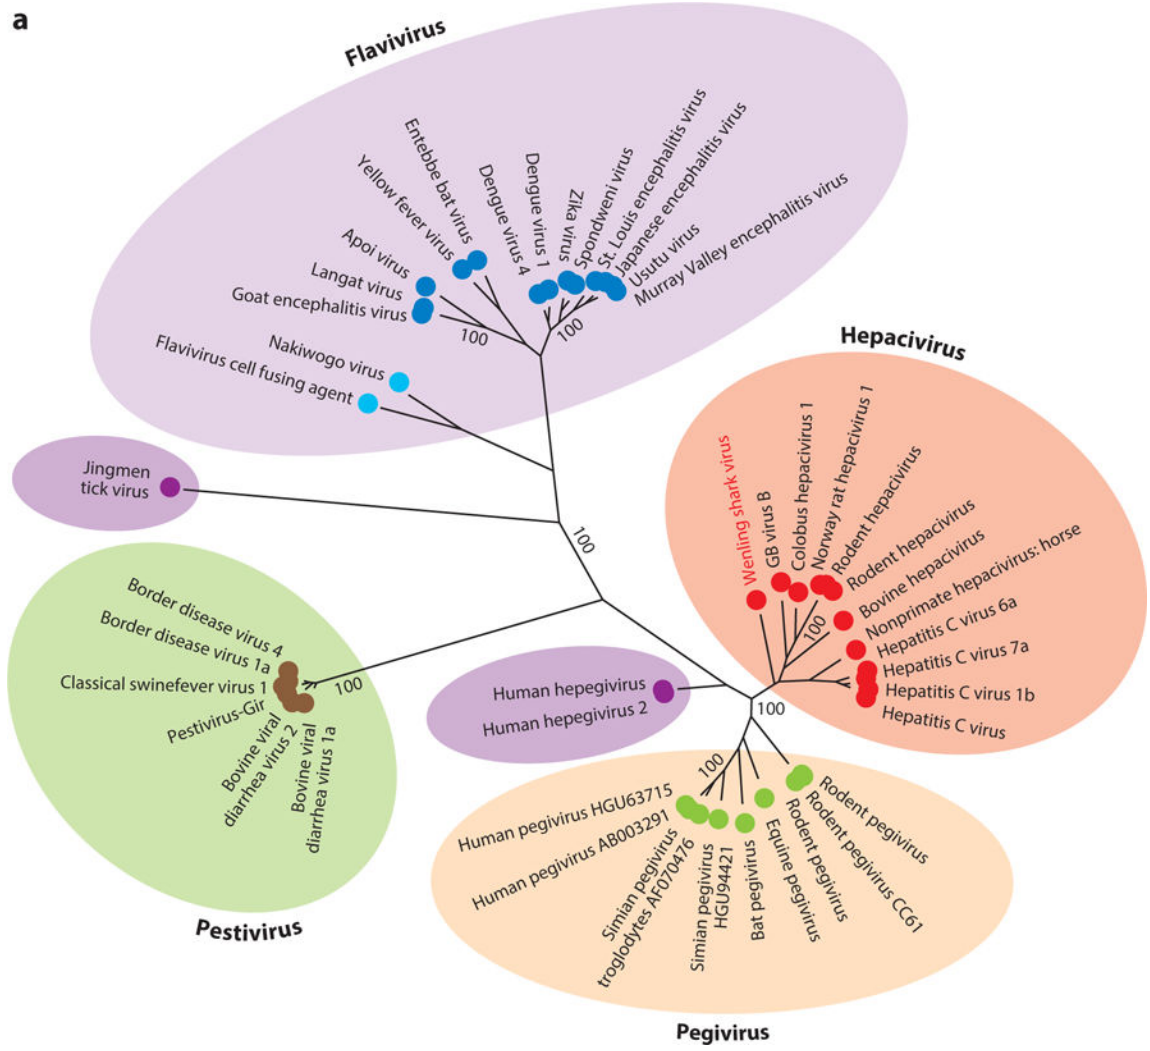 a
Flavivirus
Entebbe bat virus
Yellow fever virus
Dengue virus 4
Dengue virus 1
Zika virus
Spondweni virus
St. Louis encephalitis virus
Japanese encephalitis virus
Usutu virus
Murray Valley encephalitis virus
Apoi virus
Langat virus
Goat encephalitis virus
100
100
Nakiwogo virus
Flavivirus cell fusing agent
Jingmen
tick virus
100
Hepacivirus
Wenling shark virus
GB virus B
Colobus hepacivirus 1
Norway rat hepacivirus 1
Rodent hepacivirus
Rodent hepacivirus
Bovine hepacivirus
Nonprimate hepacivirus: horse
Hepatitis C virus 6a
Hepatitis C virus 7a
Hepatitis C virus 1b
Hepatitis C virus
100
Border disease virus 4
Border disease virus 1a
Classical swinefever virus 1
Pestivirus-Gir
Bovine viral
diarrhea virus 2
Bovine viral
diarrhea virus 1a
100
Pestivirus
Human hepegivirus
Human hepegivirus 2
100
100
Human pegivirus HGU63715
Human pegivirus AB003291
Simian pegivirus
troglodytes AF070476
Simian pegivirus
HGU94421
Bat pegivirus
Equine pegivirus
Rodent pegivirus
Rodent pegivirus CC61
Rodent pegivirus
Pegivirus